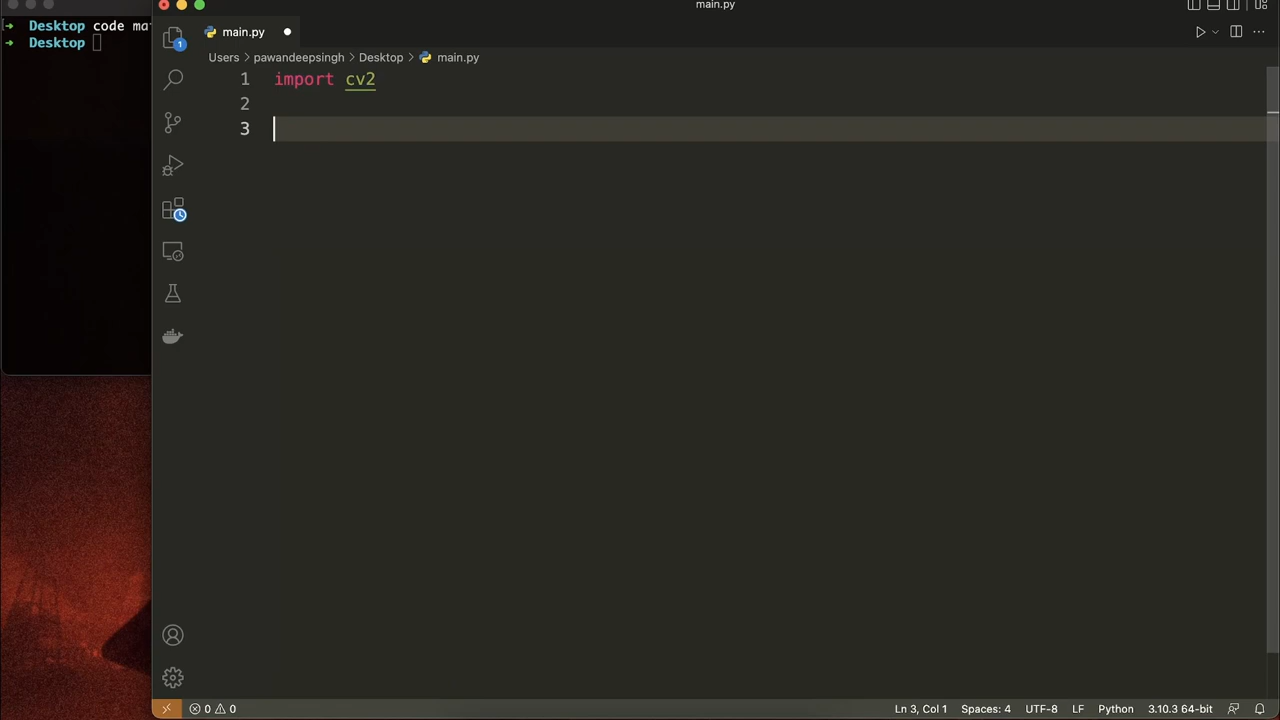 main.py
➜ Desktop code ma
➜ Desktop
main.py
Users > pawandeepsingh > Desktop > main.py
1 import cv2
2
3
1
0 0
Ln 3, Col 1 Spaces: 4 UTF-8 LF Python 3.10.3 64-bit